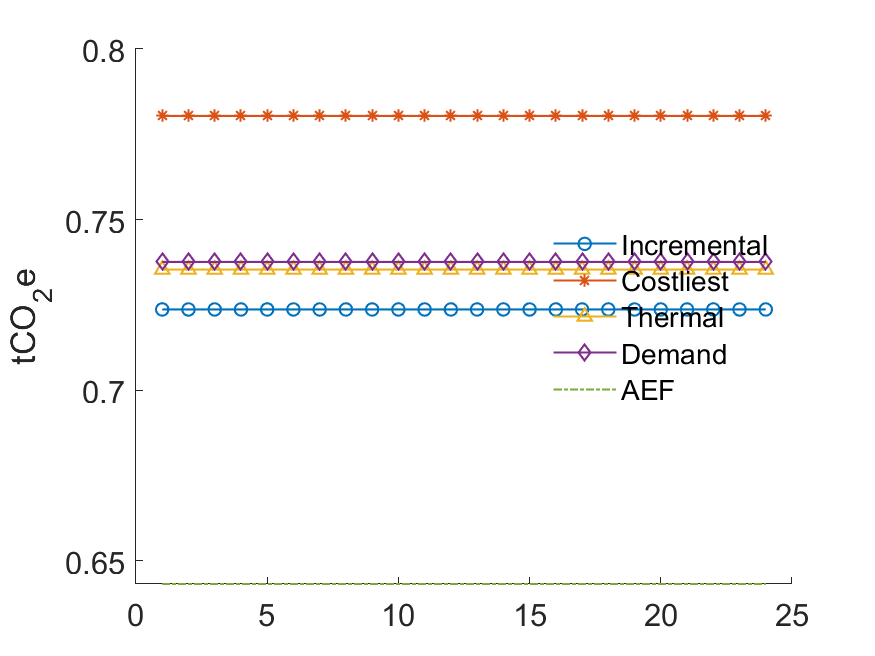 0.8
0.75
0.7
0.65
tCO₂e
Incremental
Costliest
Thermal
Demand
AEF
0 5 10 15 20 25